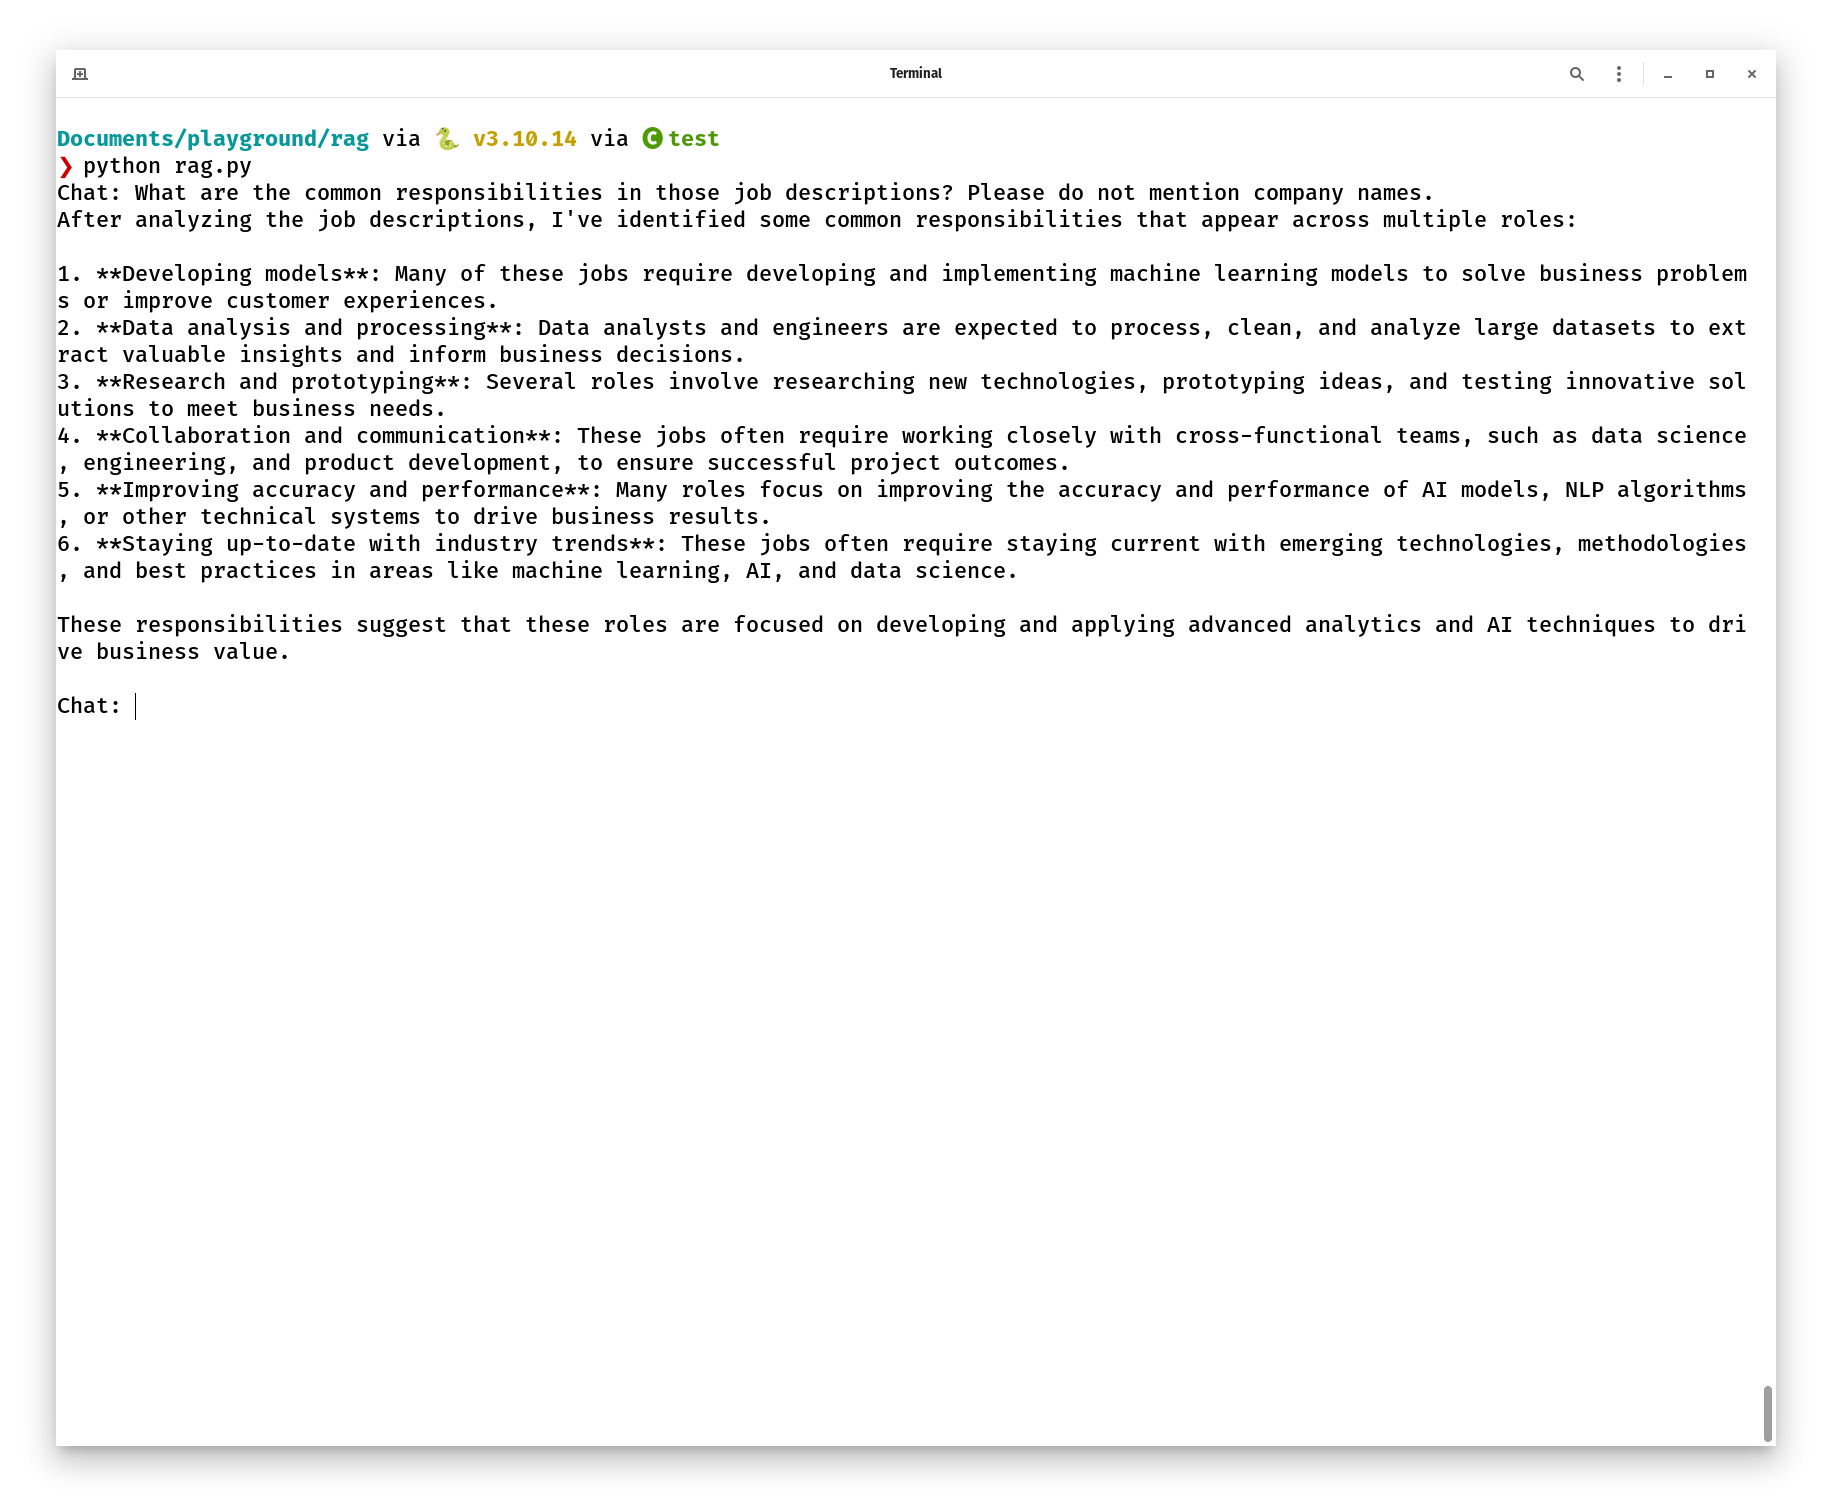 Terminal
Documents/playground/rag via 🐍 v3.10.14 via 🅒 test
❯ python rag.py
Chat: What are the common responsibilities in those job descriptions? Please do not mention company names.
After analyzing the job descriptions, I've identified some common responsibilities that appear across multiple roles:
1. **Developing models**: Many of these jobs require developing and implementing machine learning models to solve business problem
s or improve customer experiences.
2. **Data analysis and processing**: Data analysts and engineers are expected to process, clean, and analyze large datasets to ext
ract valuable insights and inform business decisions.
3. **Research and prototyping**: Several roles involve researching new technologies, prototyping ideas, and testing innovative sol
utions to meet business needs.
4. **Collaboration and communication**: These jobs often require working closely with cross-functional teams, such as data science
, engineering, and product development, to ensure successful project outcomes.
5. **Improving accuracy and performance**: Many roles focus on improving the accuracy and performance of AI models, NLP algorithms
, or other technical systems to drive business results.
6. **Staying up-to-date with industry trends**: These jobs often require staying current with emerging technologies, methodologies
, and best practices in areas like machine learning, AI, and data science.
These responsibilities suggest that these roles are focused on developing and applying advanced analytics and AI techniques to dri
ve business value.
Chat: